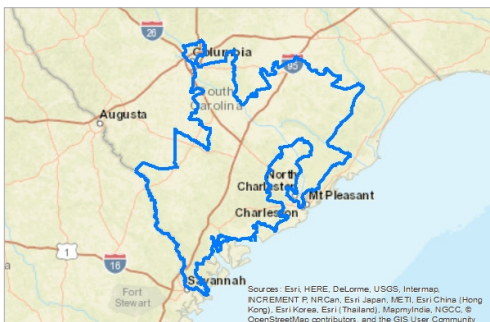 26
Columbia
95
South
Carolina
Augusta
North
Charleston
Mt Pleasant
Charleston
1
16
Savannah
Fort
Stewart
Sources: Esri, HERE, DeLorme, USGS, Intermap,
INCREMENT P, NRCan, Esri Japan, METI, Esri China (Hong
Kong), Esri Korea, Esri (Thailand), MapmyIndia, NGCC, ©
OpenStreetMap contributors, and the GIS User Community